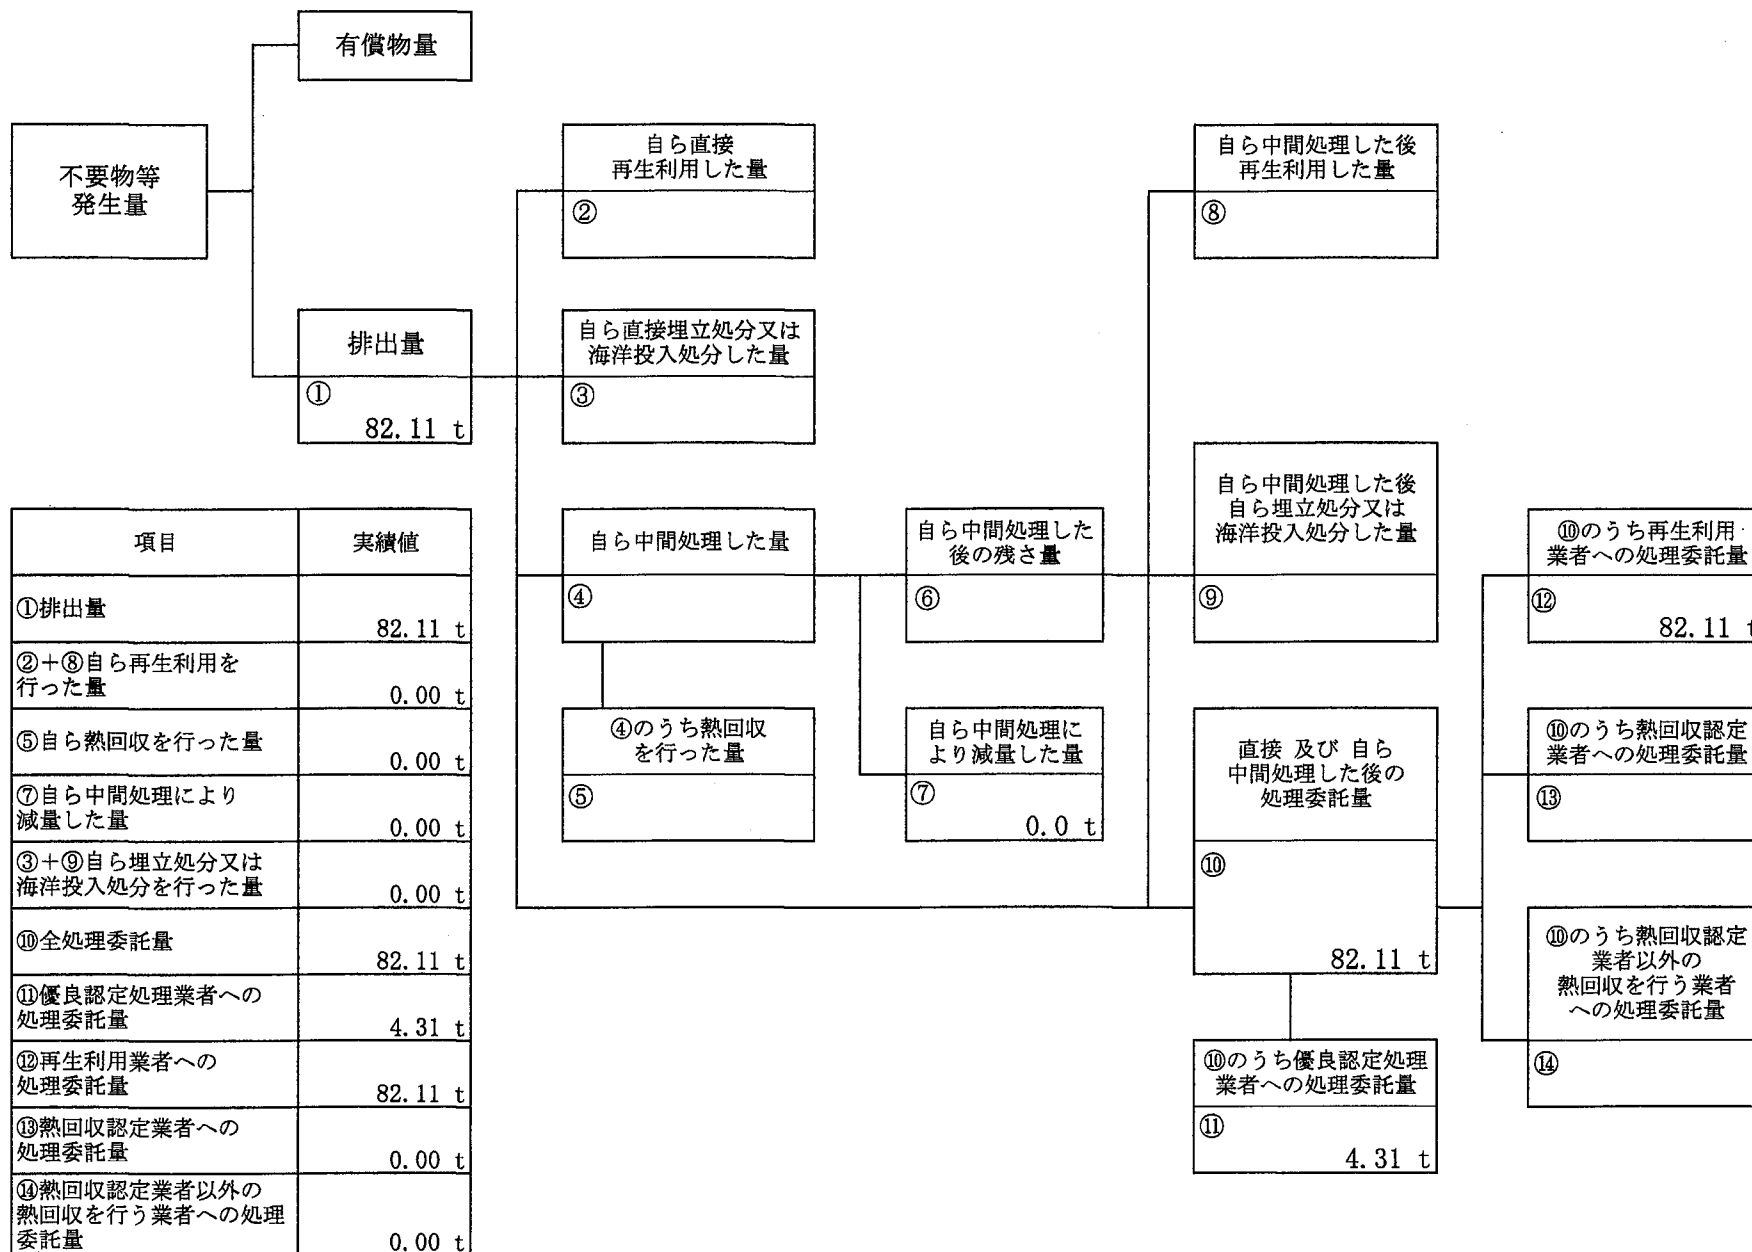 有償物量
不要物等
発生量
排出量
①
82.11 t
自ら直接
再生利用した量
②
自ら直接埋立処分又は
海洋投入処分した量
③
自ら中間処理した量
④
④のうち熱回収
を行った量
⑤
自ら中間処理した
後の残さ量
⑥
自ら中間処理に
より減量した量
⑦
0.0 t
自ら中間処理した後
再生利用した量
⑧
自ら中間処理した後
自ら埋立処分又は
海洋投入処分した量
⑨
直接 及び 自ら
中間処理した後の
処理委託量
⑩
82.11 t
⑩のうち優良認定処理
業者への処理委託量
⑪
4.31 t
⑩のうち再生利用
業者への処理委託量
⑫
82.11 t
⑩のうち熱回収認定
業者への処理委託量
⑬
⑩のうち熱回収認定
業者以外の
熱回収を行う業者
への処理委託量
⑭
項目 実績値
①排出量
82.11 t
②+⑧自ら再生利用を
行った量
0.00 t
⑤自ら熱回収を行った量
0.00 t
⑦自ら中間処理により
減量した量
0.00 t
③+⑨自ら埋立処分又は
海洋投入処分を行った量
0.00 t
⑩全処理委託量
82.11 t
⑪優良認定処理業者への
処理委託量
4.31 t
⑫再生利用業者への
処理委託量
82.11 t
⑬熱回収認定業者への
処理委託量
0.00 t
⑭熱回収認定業者以外の
熱回収を行う業者への処理
委託量
0.00 t